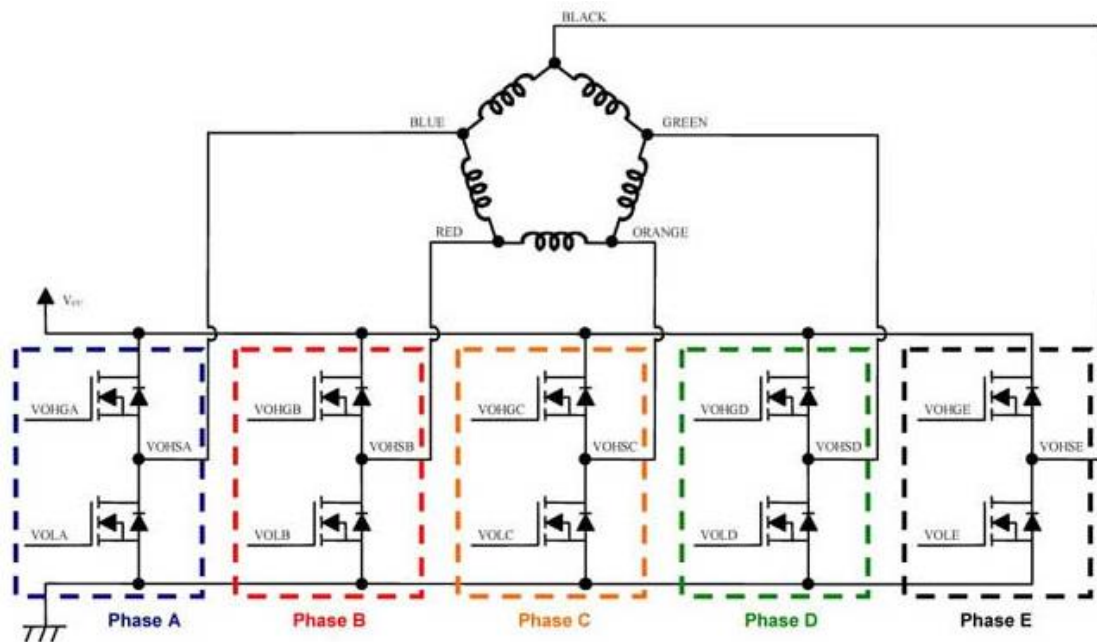 BLACK
BLUE
GREEN
RED
ORANGE
Vcc
VOHGA
VOHGB
VOHGC
VOHGD
VOHGE
VOHSA
VOHSB
VOHSC
VOHSD
VOHSE
VOLA
VOLB
VOLC
VOLD
VOLE
Phase A
Phase B
Phase C
Phase D
Phase E